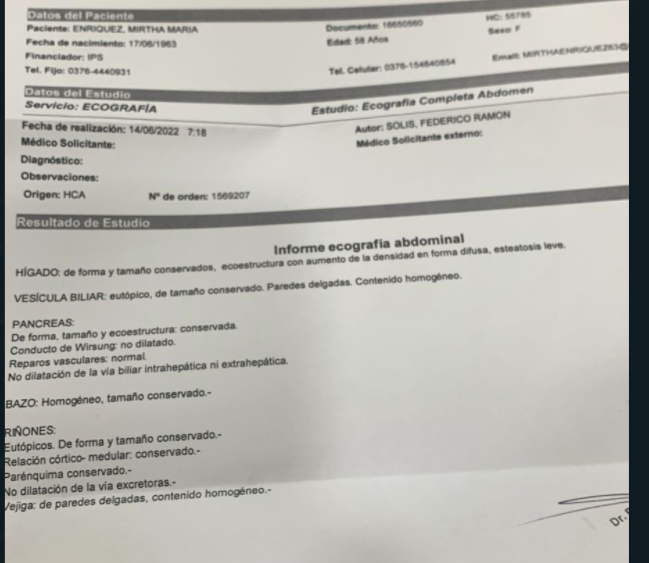 Datos del Paciente
Paciente: ENRIQUEZ, MIRTHA MARIA Documento: 16650560 HC: 55785
Fecha de nacimiento: 17/06/1963 Edad: 58 Años Sexo: F
Financiador: IPS
Tel. Fijo: 0376-4440931 Tel. Celular: 0376-154640654 Email: MIRTHAENRIQUEZ63@
Datos del Estudio
Servicio: ECOGRAFÍA Estudio: Ecografia Completa Abdomen
Fecha de realización: 14/06/2022 7:18 Autor: SOLIS, FEDERICO RAMON
Médico Solicitante: Médico Solicitante externo:
Diagnóstico:
Observaciones:
Origen: HCA Nº de orden: 1569207
Resultado de Estudio
Informe ecografia abdominal
HÍGADO: de forma y tamaño conservados, ecoestructura con aumento de la densidad en forma difusa, esteatosis leve.
VESÍCULA BILIAR: eutópico, de tamaño conservado. Paredes delgadas. Contenido homogéneo.
PANCREAS:
De forma, tamaño y ecoestructura: conservada.
Conducto de Wirsung: no dilatado.
Reparos vasculares: normal.
No dilatación de la vía biliar intrahepática ni extrahepática.
BAZO: Homogéneo, tamaño conservado.-
RIÑONES:
Eutópicos. De forma y tamaño conservado.-
Relación córtico- medular: conservado.-
Parénquima conservado.-
No dilatación de la vía excretoras.-
Vejiga: de paredes delgadas, contenido homogéneo.-
Dr.